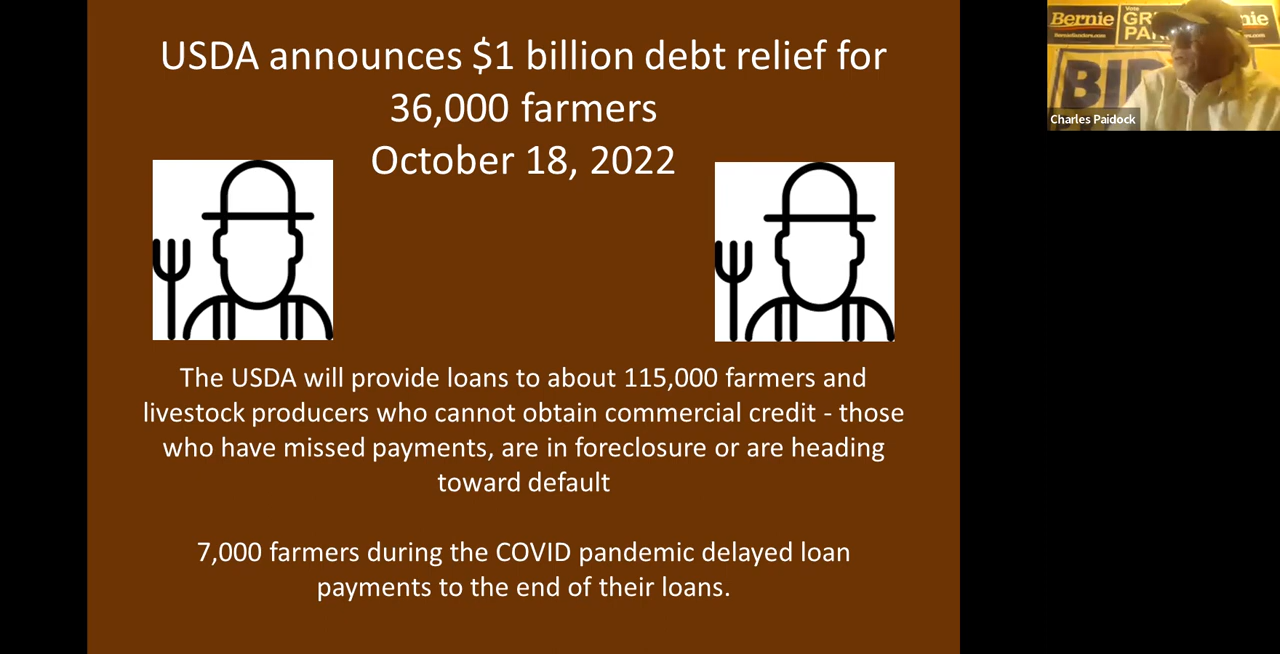 USDA announces $1 billion debt relief for
36,000 farmers
October 18, 2022
The USDA will provide loans to about 115,000 farmers and
livestock producers who cannot obtain commercial credit - those
who have missed payments, are in foreclosure or are heading
toward default
7,000 farmers during the COVID pandemic delayed loan
payments to the end of their loans.
Bernie
Vote
Charles Paidock